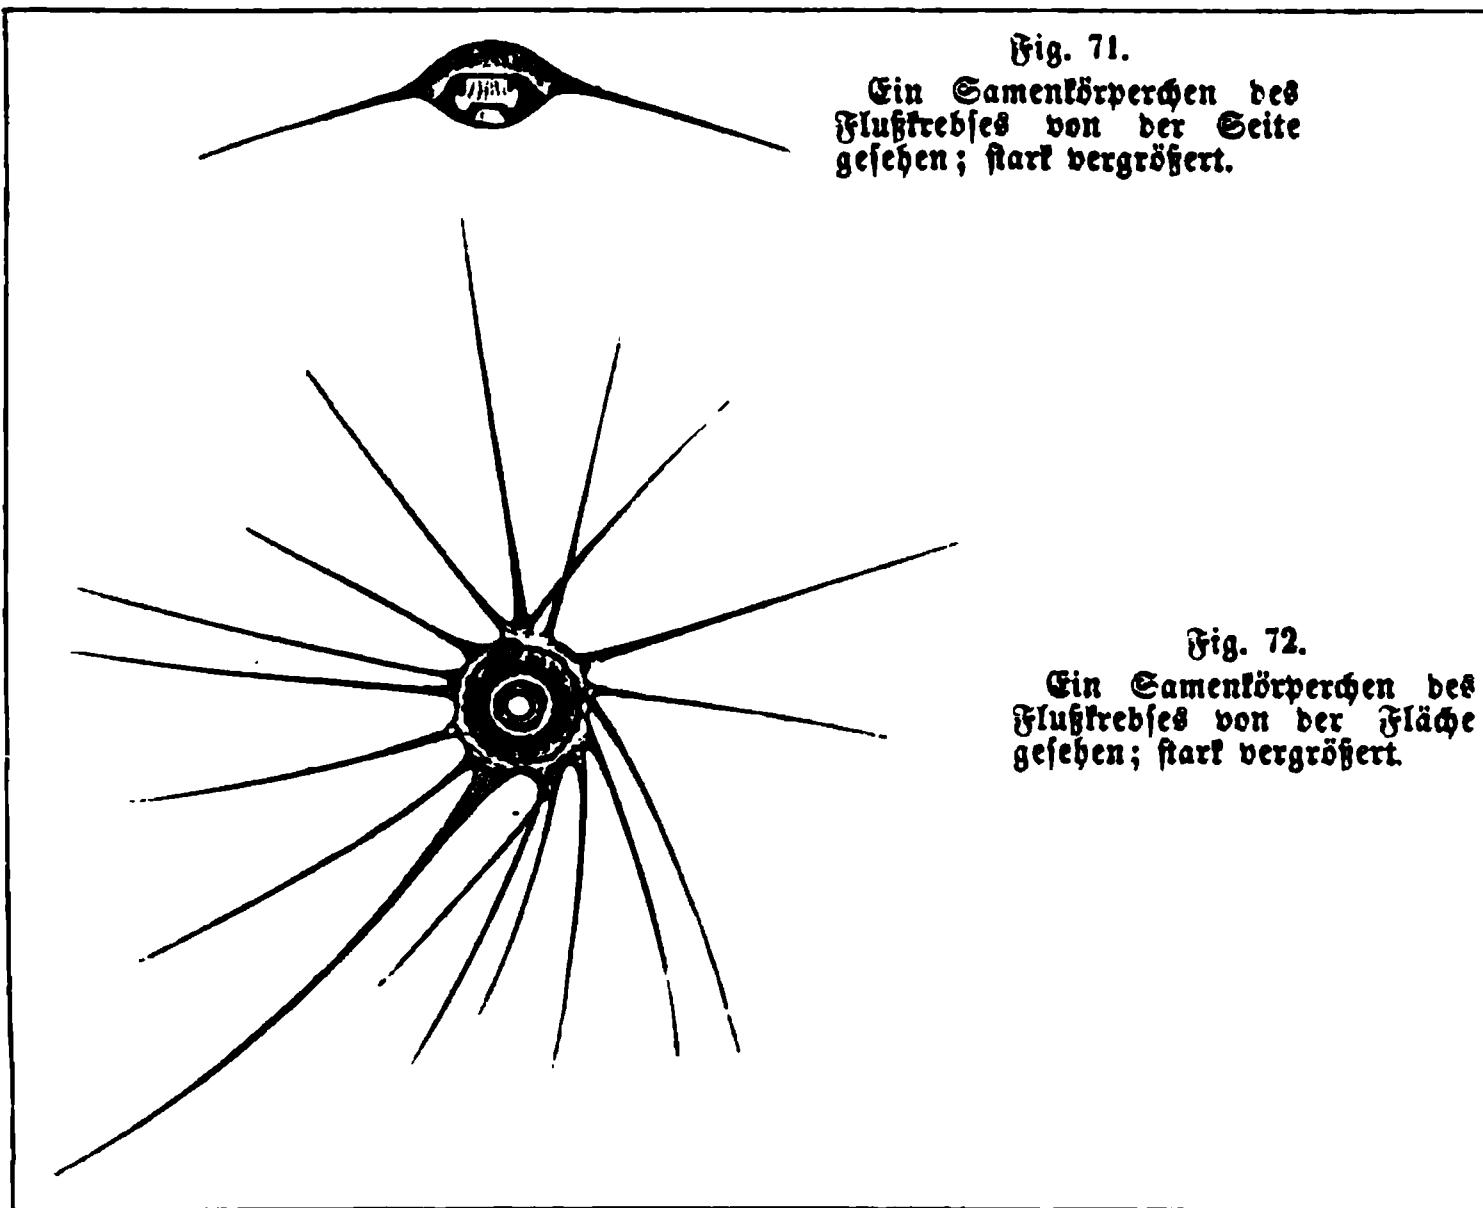 Fig. 71.
Ein Samenkörperchen des
Flußkrebses von der Seite
gesehen; stark vergrößert.
Fig. 72.
Ein Samenkörperchen des
Flußkrebses von der Fläche
gesehen; stark vergrößert.